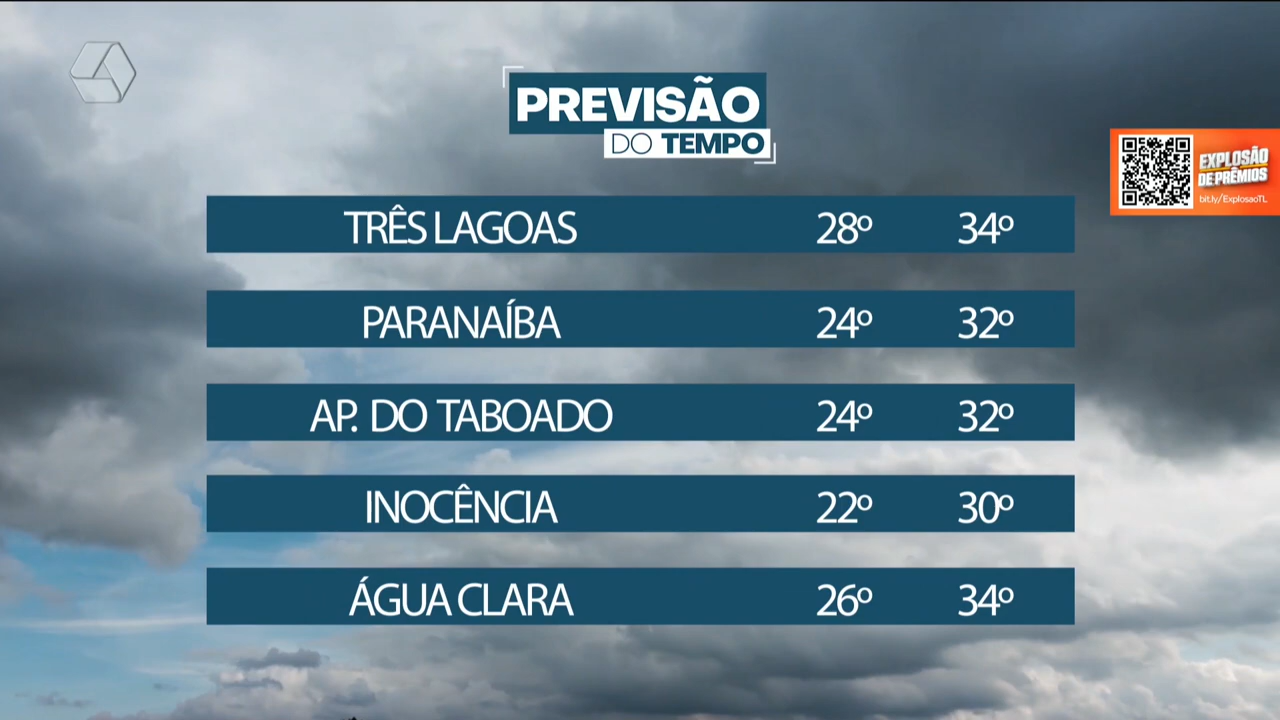 PREVISÃO
DO TEMPO
EXPLOSÃO
DE PRÊMIOS
bit.ly/ExplosaoTL
TRÊS LAGOAS 28º 34º
PARANAÍBA 24º 32º
AP. DO TABOADO 24º 32º
INOCÊNCIA 22º 30º
ÁGUA CLARA 26º 34º